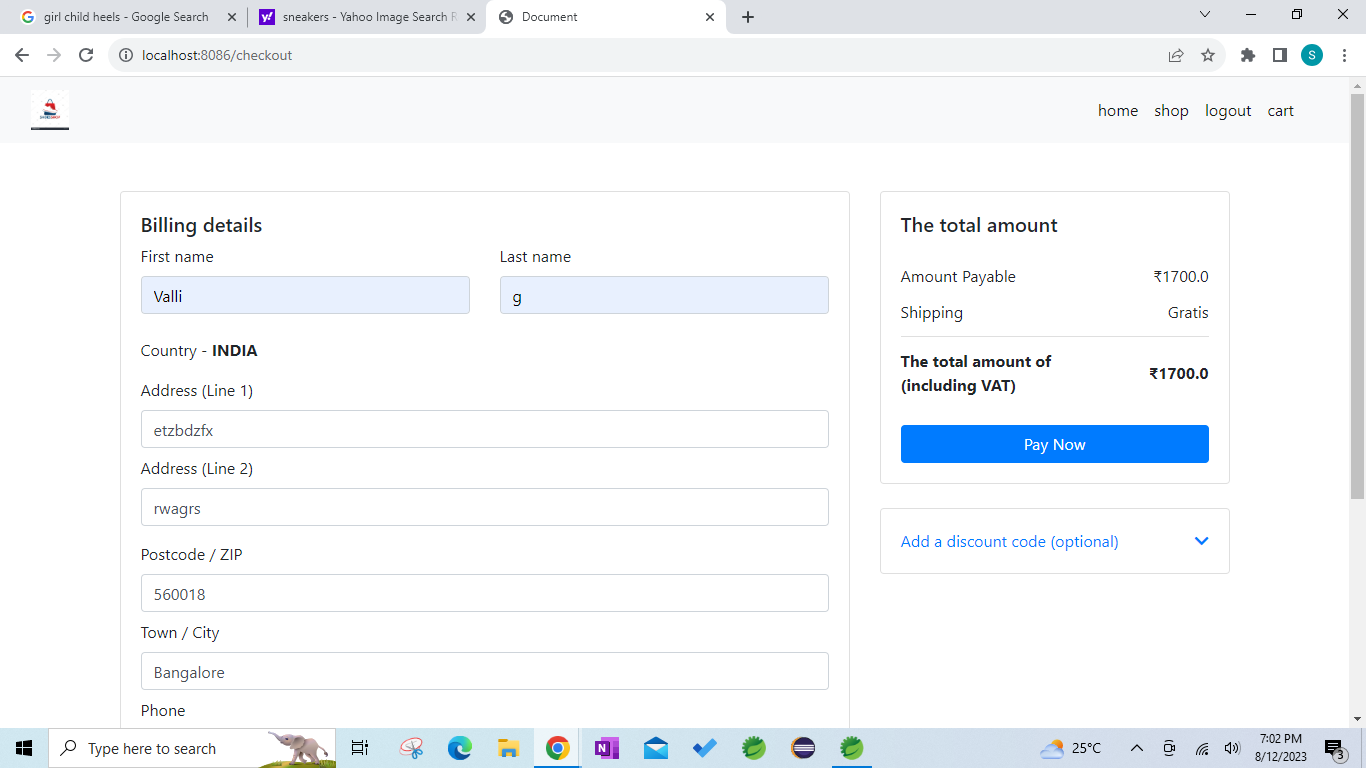 girl child heels - Google Search
sneakers - Yahoo Image Search R
Document
localhost:8086/checkout
S
home shop logout cart
Billing details
First name Last name
Valli g
Country - INDIA
Address (Line 1)
etzbdzfx
Address (Line 2)
rwagrs
Postcode / ZIP
560018
Town / City
Bangalore
Phone
The total amount
Amount Payable ₹1700.0
Shipping Gratis
The total amount of
(including VAT) ₹1700.0
Pay Now
Add a discount code (optional)
Type here to search
25°C
7:02 PM
8/12/2023
3